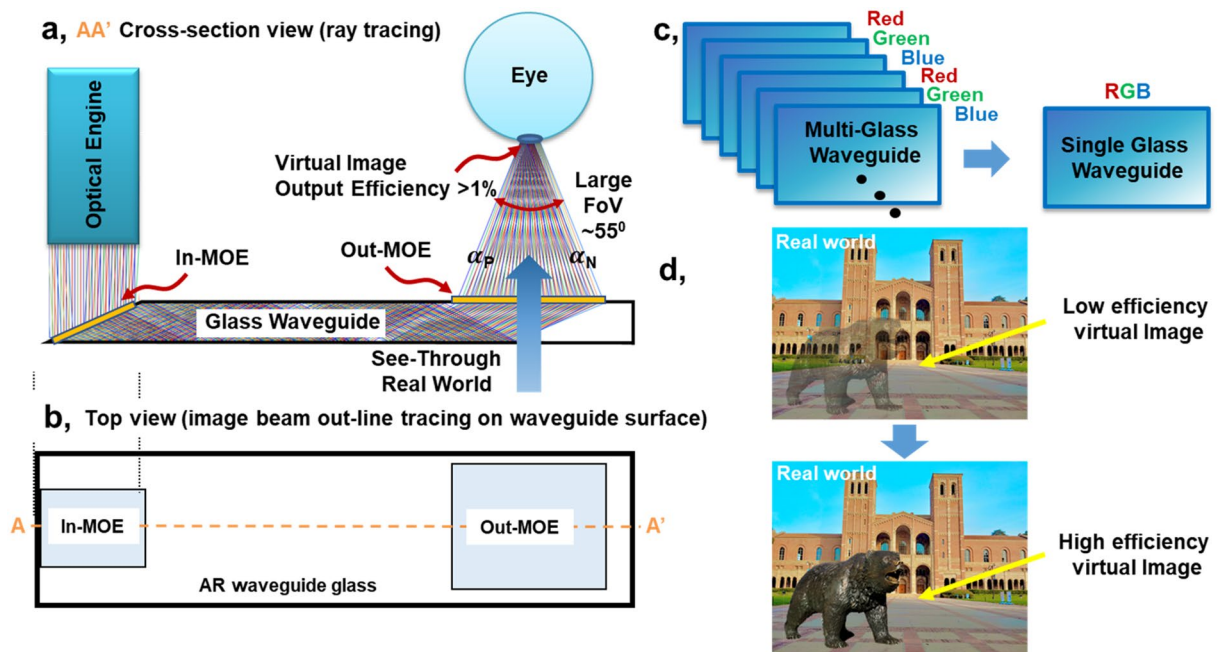 a, AA’ Cross-section view (ray tracing)
Optical Engine
Eye
Virtual Image
Output Efficiency >1%
Large
FoV
~55⁰
In-MOE
Out-MOE
αP
αN
Glass Waveguide
See-Through
Real World
b, Top view (image beam out-line tracing on waveguide surface)
A
In-MOE
Out-MOE
A’
AR waveguide glass
c,
Red
Green
Blue
Red
Green
Blue
Multi-Glass
Waveguide
RGB
Single Glass
Waveguide
d,
Real world
Low efficiency
virtual Image
Real world
High efficiency
virtual Image